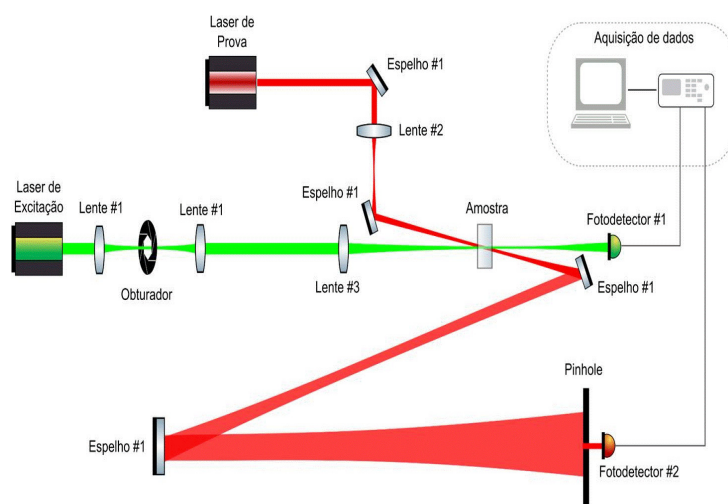 Laser de
Prova
Espelho #1
Aquisição de dados
Lente #2
Laser de
Excitação
Lente #1
Lente #1
Espelho #1
Amostra
Fotodetector #1
Obturador
Lente #3
Espelho #1
Pinhole
Espelho #1
Fotodetector #2